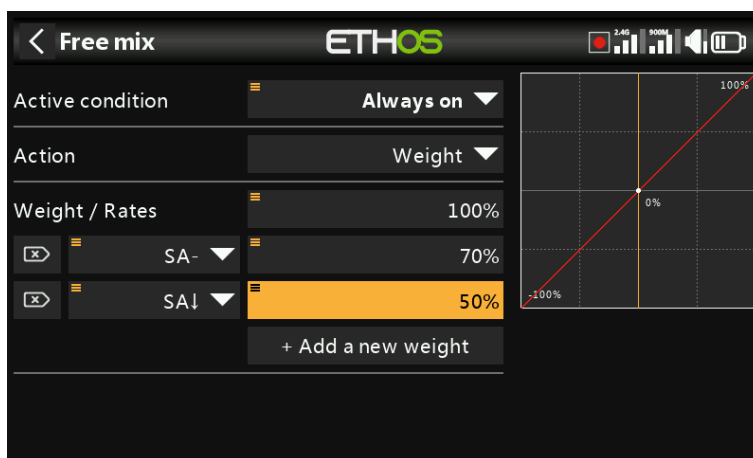 Free mix
ETHOS
2.4G 900M
Active condition
Always on
100%
Action
Weight
Weight / Rates
100%
0%
SA-
70%
SA↓
50%
-100%
+ Add a new weight